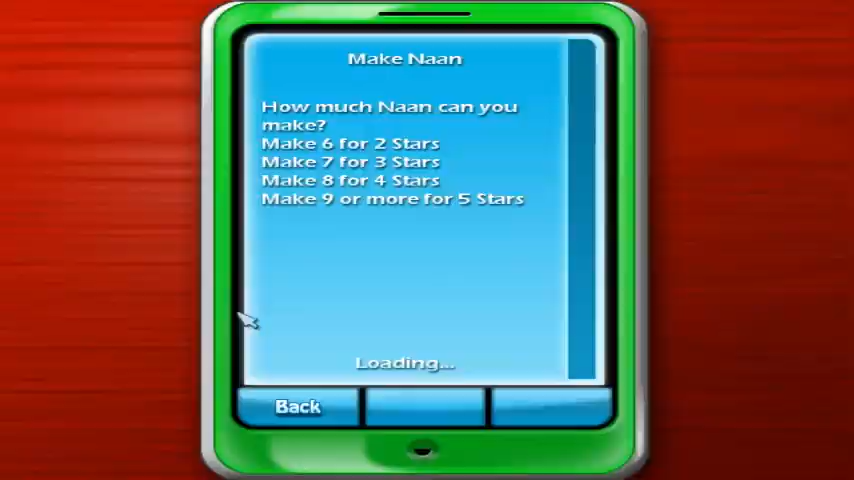 Make Naan
How much Naan can you
make?
Make 6 for 2 Stars
Make 7 for 3 Stars
Make 8 for 4 Stars
Make 9 or more for 5 Stars
Loading...
Back